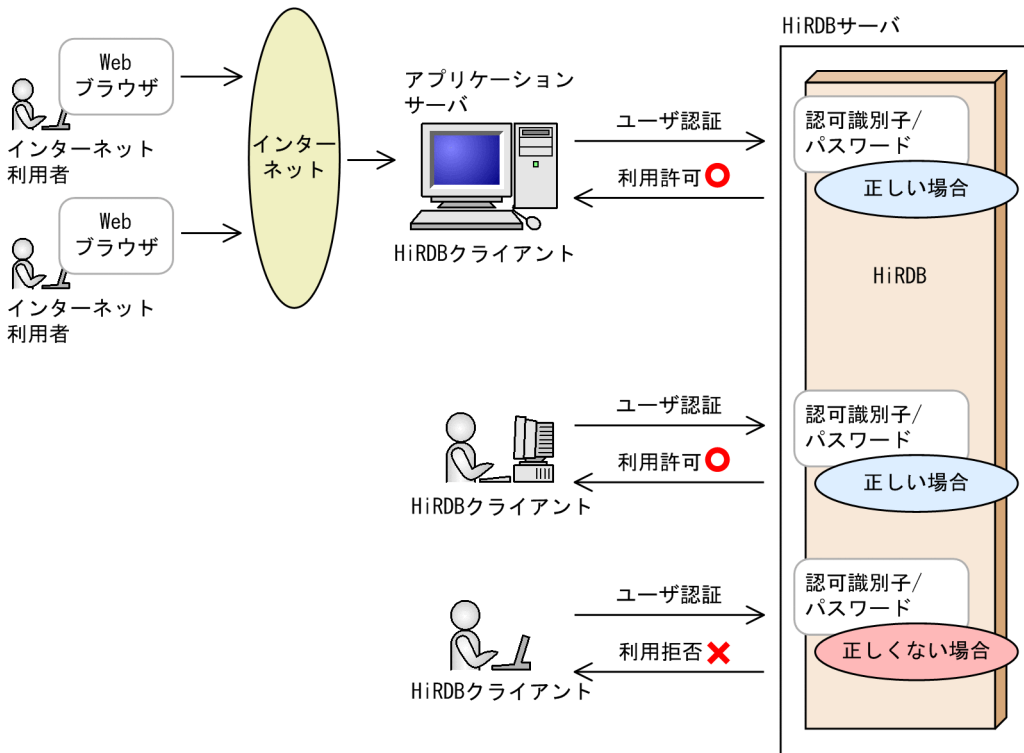 HiRDBサーバ
Web
ブラウザ
インターネット
利用者
Web
ブラウザ
インターネット
利用者
インター
ネット
アプリケーション
サーバ
HiRDBクライアント
ユーザ認証
利用許可
認可識別子/
パスワード
正しい場合
HiRDB
HiRDBクライアント
ユーザ認証
利用許可
認可識別子/
パスワード
正しい場合
HiRDBクライアント
ユーザ認証
利用拒否
認可識別子/
パスワード
正しくない場合